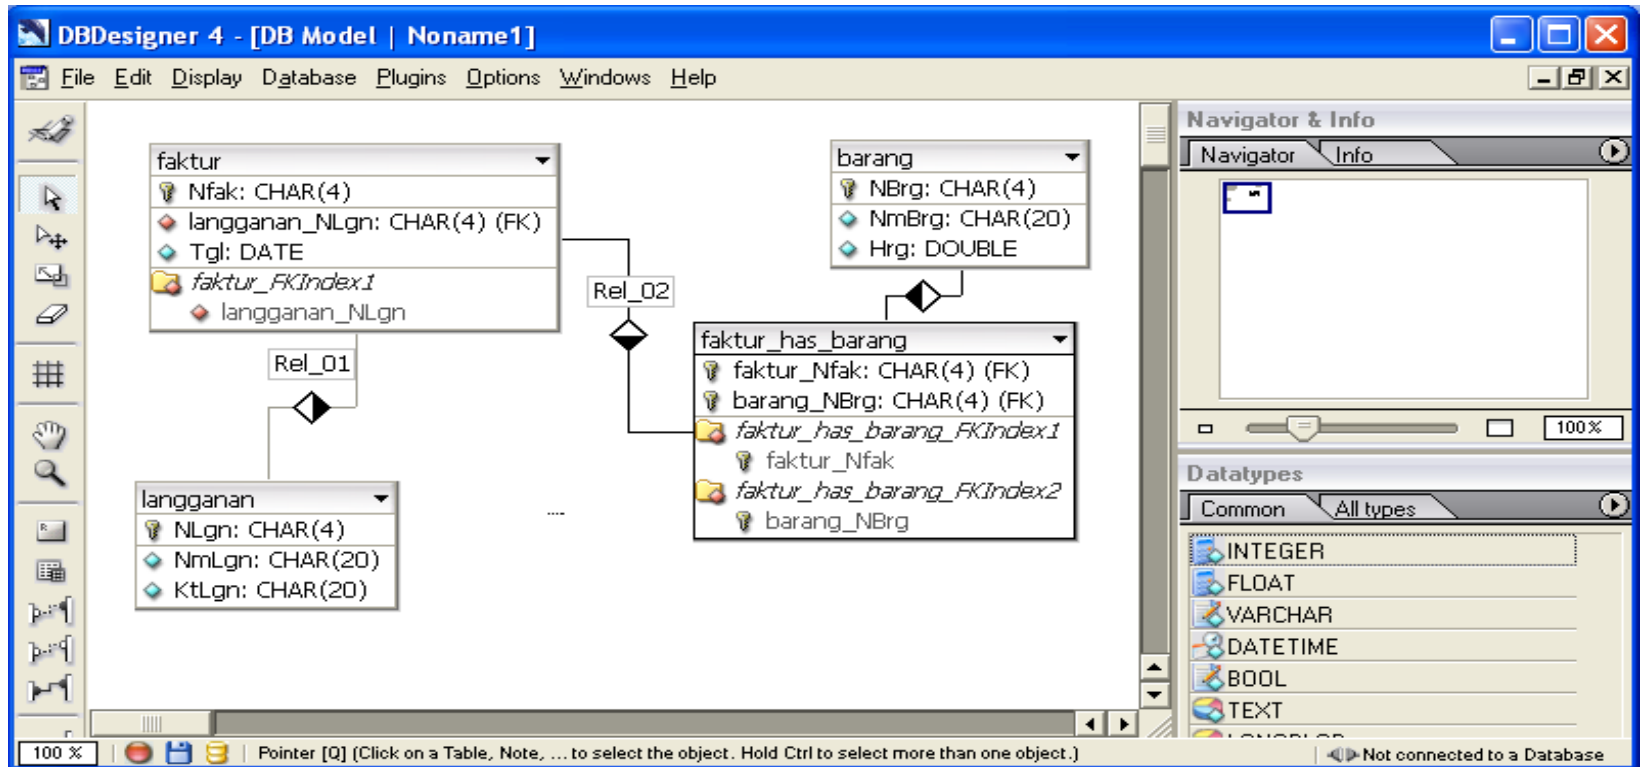 DBDesigner 4 - [DB Model | Noname1]
File Edit Display Database Plugins Options Windows Help
faktur
Nfak: CHAR(4)
langganan_NLgn: CHAR(4) (FK)
Tgl: DATE
faktur_FKIndex1
langganan_NLgn
Rel_01
Rel_02
barang
NBrg: CHAR(4)
NmBrg: CHAR(20)
Hrg: DOUBLE
faktur_has_barang
faktur_Nfak: CHAR(4) (FK)
barang_NBrg: CHAR(4) (FK)
faktur_has_barang_FKIndex1
faktur_Nfak
faktur_has_barang_FKIndex2
barang_NBrg
langganan
NLgn: CHAR(4)
NmLgn: CHAR(20)
KtLgn: CHAR(20)
Navigator & Info
Navigator Info
100 %
Datatypes
Common All types
INTEGER
FLOAT
VARCHAR
DATETIME
BOOL
TEXT
100 % Pointer [Q] (Click on a Table, Note, ... to select the object. Hold Ctrl to select more than one object.) Not connected to a Database